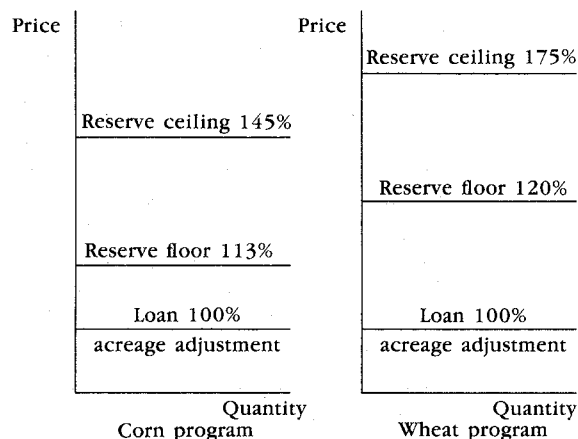 Price
Reserve ceiling 145%
Reserve floor 113%
Loan 100%
acreage adjustment
Quantity
Corn program
Price
Reserve ceiling 175%
Reserve floor 120%
Loan 100%
acreage adjustment
Quantity
Wheat program